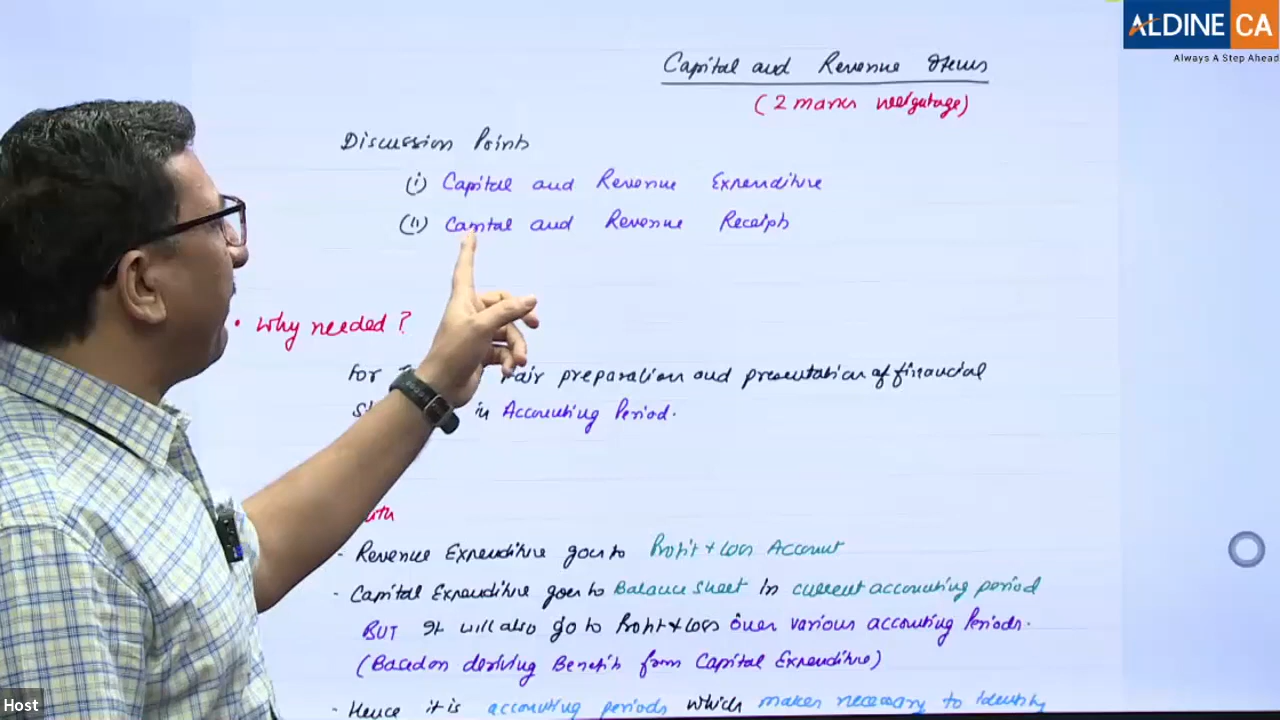 ALDINE CA
Always A Step Ahead
Capital and Revenue Items
(2 marks weightage)
Discussion Points
(i) Capital and Revenue Expenditure
(ii) Capital and Revenue Receipts
• Why needed?
For Fair preparation and presentation of financial
in Accounting Period.
- Revenue Expenditure goes to Profit + Loss Account
- Capital Expenditure goes to Balance sheet in current accounting period
BUT It will also go to Profit + Loss over various accounting Periods.
(Based on deriving Benefit from Capital Expenditure)
- Hence it is accounting periods which makes necessary to Identify
Host